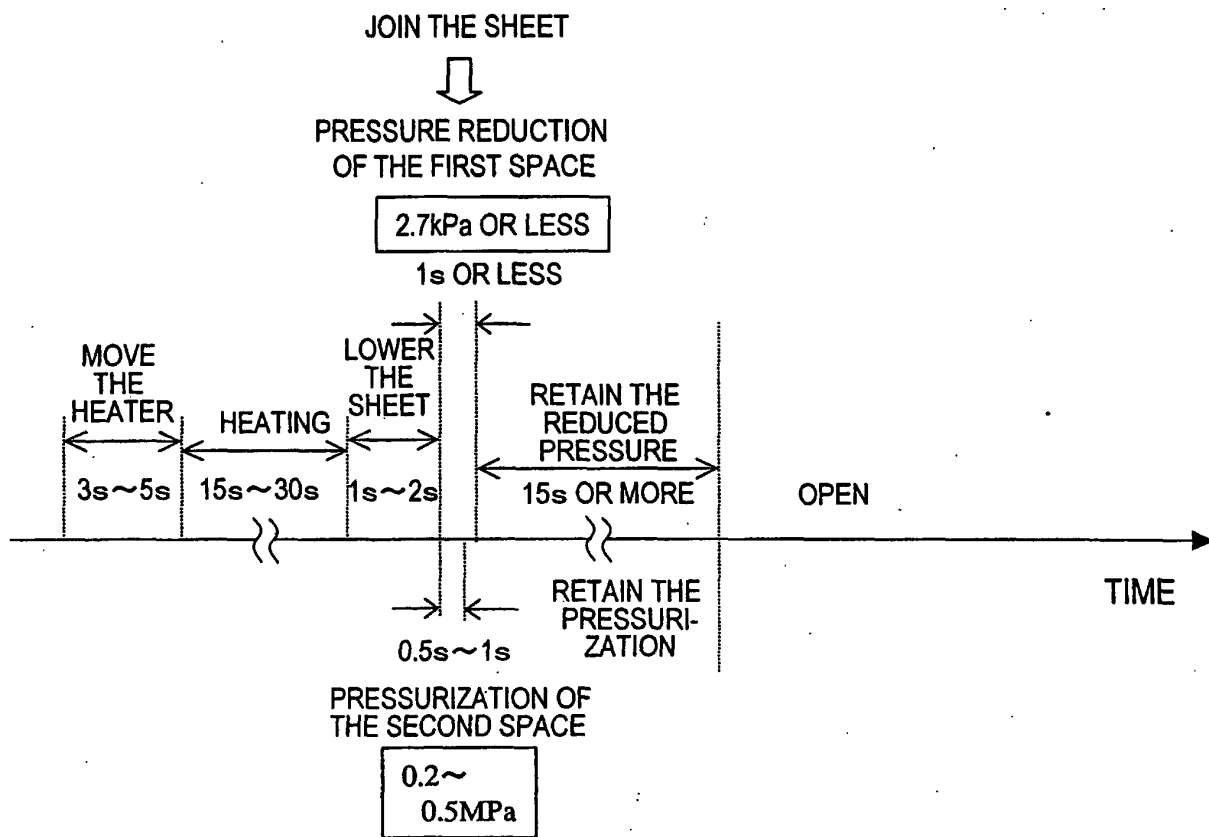 JOIN THE SHEET
PRESSURE REDUCTION
OF THE FIRST SPACE
2.7kPa OR LESS
1s OR LESS
MOVE
THE
HEATER
3s～5s
HEATING
15s～30s
LOWER
THE
SHEET
1s～2s
RETAIN THE
REDUCED
PRESSURE
15s OR MORE
OPEN
TIME
RETAIN THE
PRESSURI-
ZATION
0.5s～1s
PRESSURIZATION OF
THE SECOND SPACE
0.2～
0.5MPa